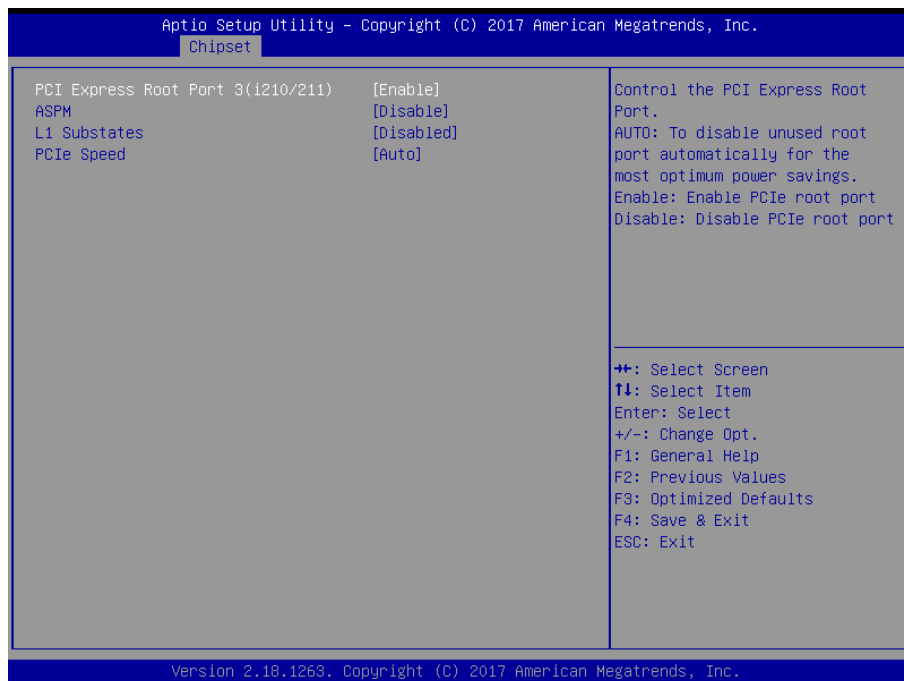 Aptio Setup Utility – Copyright (C) 2017 American Megatrends, Inc.
Chipset
PCI Express Root Port 3(i210/211) [Enable]
ASPM [Disable]
L1 Substates [Disabled]
PCIe Speed [Auto]
Control the PCI Express Root
Port.
AUTO: To disable unused root
port automatically for the
most optimum power savings.
Enable: Enable PCIe root port
Disable: Disable PCIe root port
→←: Select Screen
↑↓: Select Item
Enter: Select
+/-: Change Opt.
F1: General Help
F2: Previous Values
F3: Optimized Defaults
F4: Save & Exit
ESC: Exit
Version 2.18.1263. Copyright (C) 2017 American Megatrends, Inc.